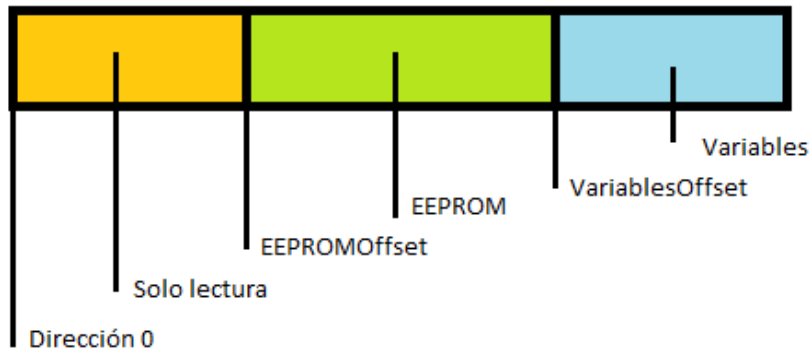 Variables
VariablesOffset
EEPROM
EEPROMOffset
Solo lectura
Dirección 0